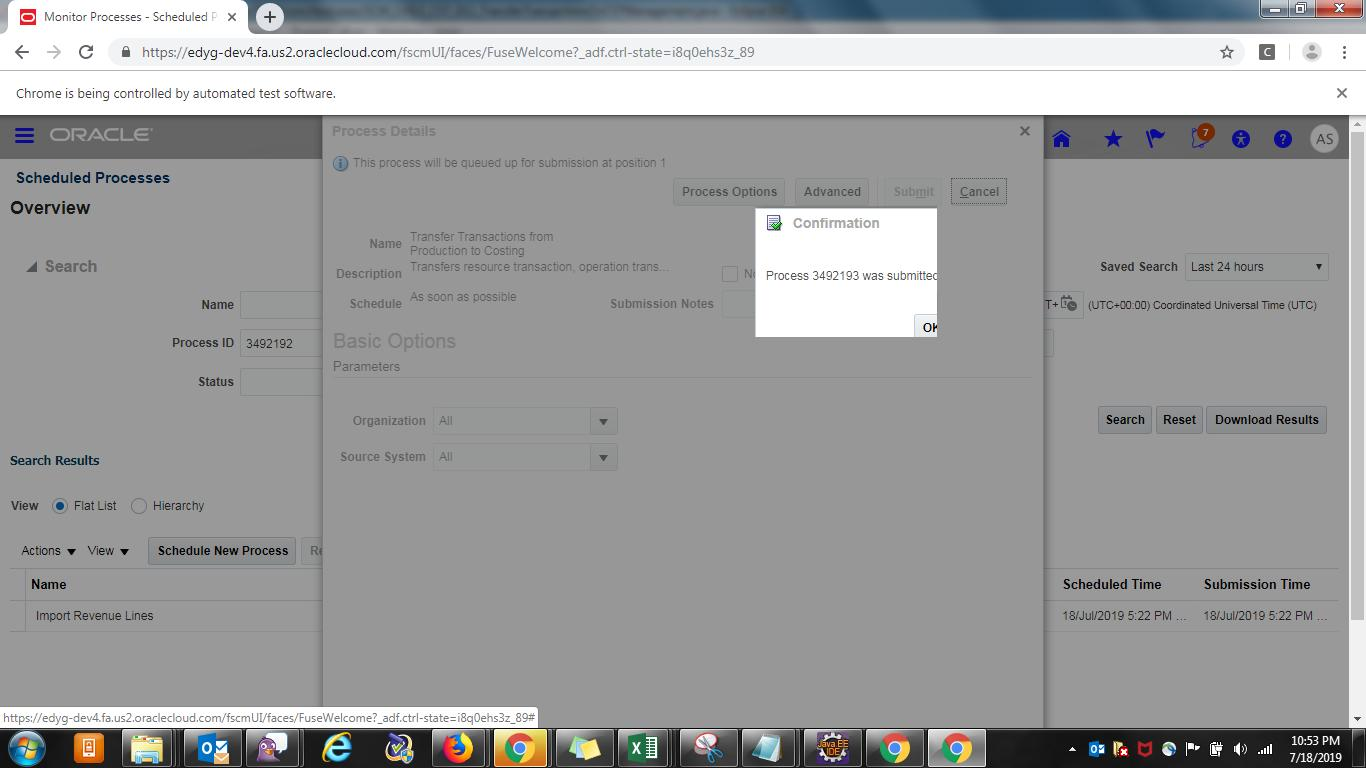 Monitor Processes - Scheduled P
https://edyg-dev4.fa.us2.oraclecloud.com/fscmUI/faces/FuseWelcome?_adf.ctrl-state=i8q0ehs3z_89
C
Chrome is being controlled by automated test software.
ORACLE
Process Details
7
AS
This process will be queued up for submission at position 1
Scheduled Processes
Process Options
Advanced
Submit
Cancel
Overview
Confirmation
Name Transfer Transactions from
Production to Costing
Search
Description Transfers resource transaction, operation trans...
No
Process 3492193 was submitted
Saved Search Last 24 hours
Name
Schedule As soon as possible
Submission Notes
T+
(UTC+00:00) Coordinated Universal Time (UTC)
OK
Process ID 3492192
Basic Options
Parameters
Status
Organization All
Search
Reset
Download Results
Source System All
Search Results
View Flat List Hierarchy
Actions
View
Schedule New Process
Re
Name
Scheduled Time
Submission Time
Import Revenue Lines
18/Jul/2019 5:22 PM ...
18/Jul/2019 5:22 PM ...
https://edyg-dev4.fa.us2.oraclecloud.com/fscmUI/faces/FuseWelcome?_adf.ctrl-state=i8q0ehs3z_89#
Java EE
IDE
10:53 PM
7/18/2019